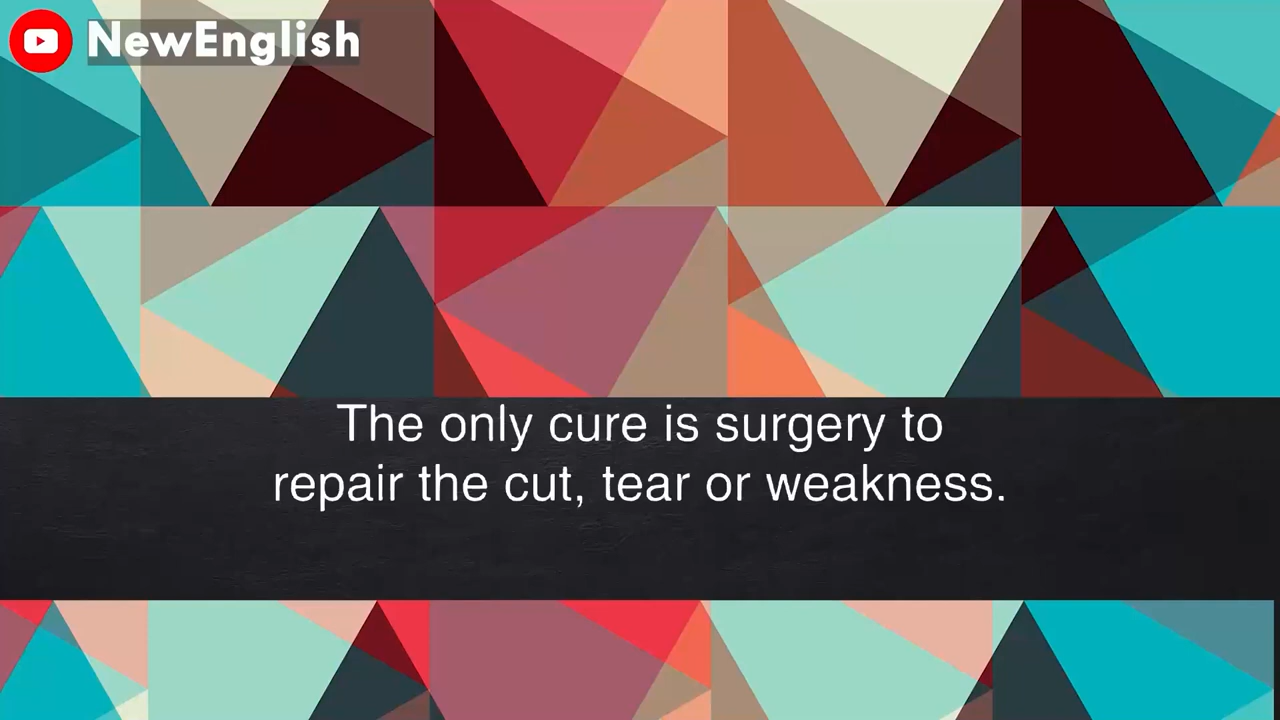 NewEnglish
The only cure is surgery to
repair the cut, tear or weakness.